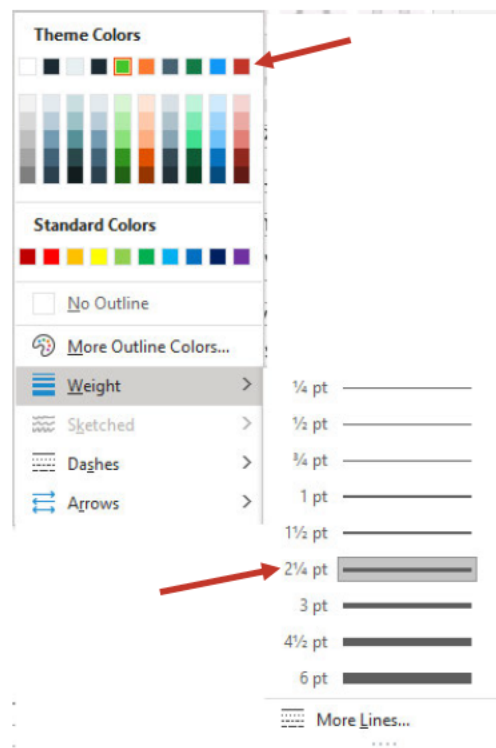 Theme Colors
Standard Colors
No Outline
More Outline Colors...
Weight
Sketched
Dashes
Arrows
¼ pt
½ pt
¾ pt
1 pt
1½ pt
2¼ pt
3 pt
4½ pt
6 pt
More Lines...